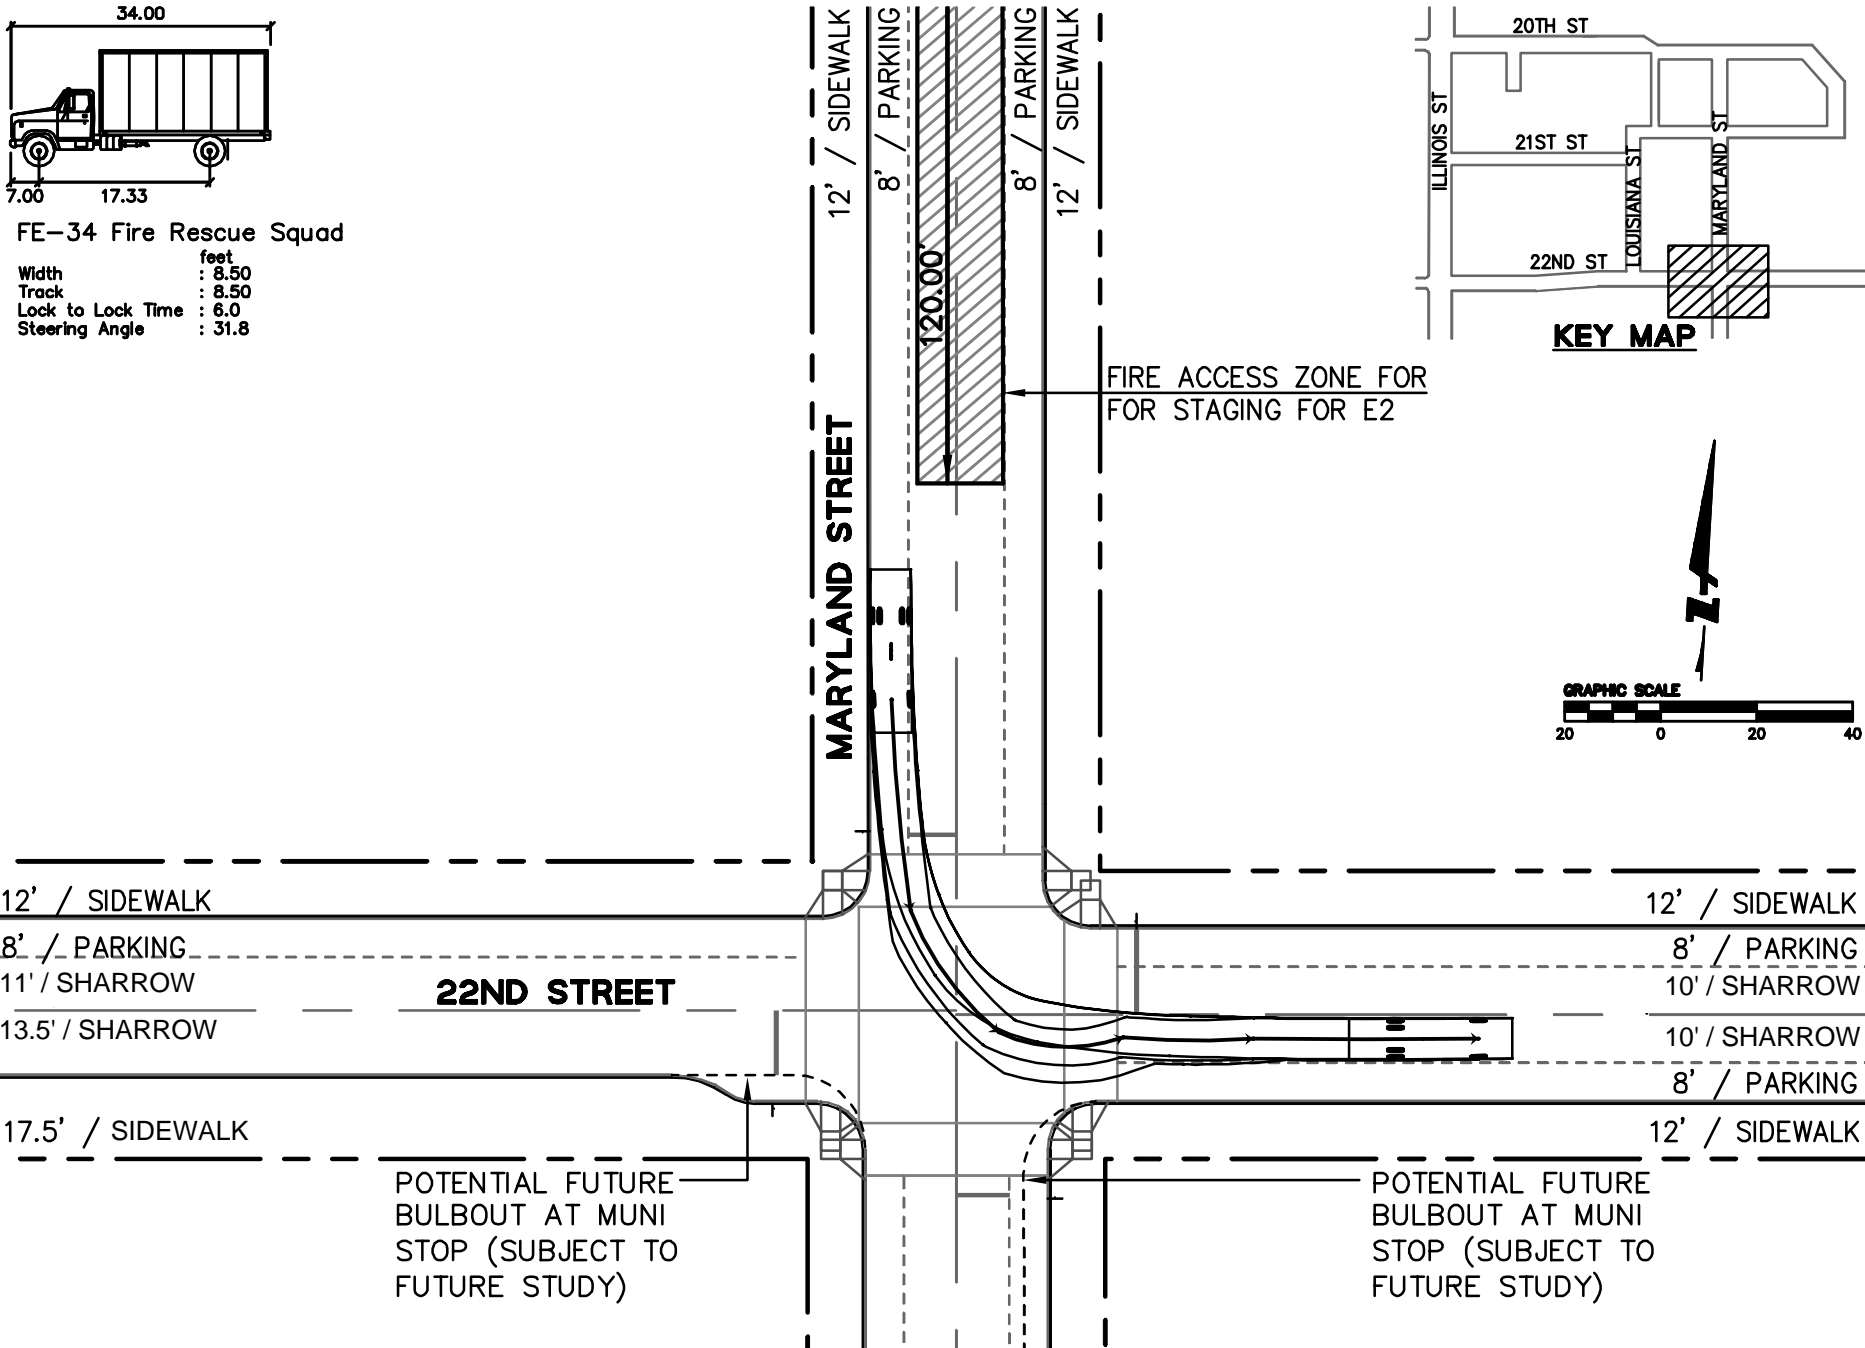 34.00
7.00
17.33
FE-34 Fire Rescue Squad
feet
Width : 8.50
Track : 8.50
Lock to Lock Time : 6.0
Steering Angle : 31.8
12' / SIDEWALK
8' / PARKING
8' / PARKING
12' / SIDEWALK
120.00'
MARYLAND STREET
FIRE ACCESS ZONE FOR
FOR STAGING FOR E2
20TH ST
21ST ST
22ND ST
ILLINOIS ST
LOUISIANA ST
MARYLAND ST
KEY MAP
N
GRAPHIC SCALE
20 0 20 40
12' / SIDEWALK
8' / PARKING
11' / SHARROW
13.5' / SHARROW
17.5' / SIDEWALK
22ND STREET
12' / SIDEWALK
8' / PARKING
10' / SHARROW
10' / SHARROW
8' / PARKING
12' / SIDEWALK
POTENTIAL FUTURE
BULBOUT AT MUNI
STOP (SUBJECT TO
FUTURE STUDY)
POTENTIAL FUTURE
BULBOUT AT MUNI
STOP (SUBJECT TO
FUTURE STUDY)